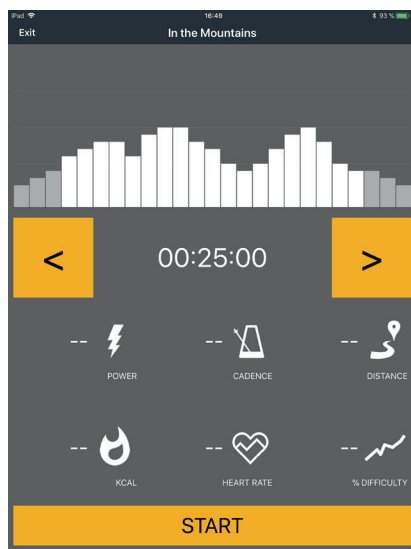 iPad 16:49 93 %
Exit In the Mountains
< 00:25:00 >
-- -- --
POWER CADENCE DISTANCE
-- -- --
KCAL HEART RATE % DIFFICULTY
START